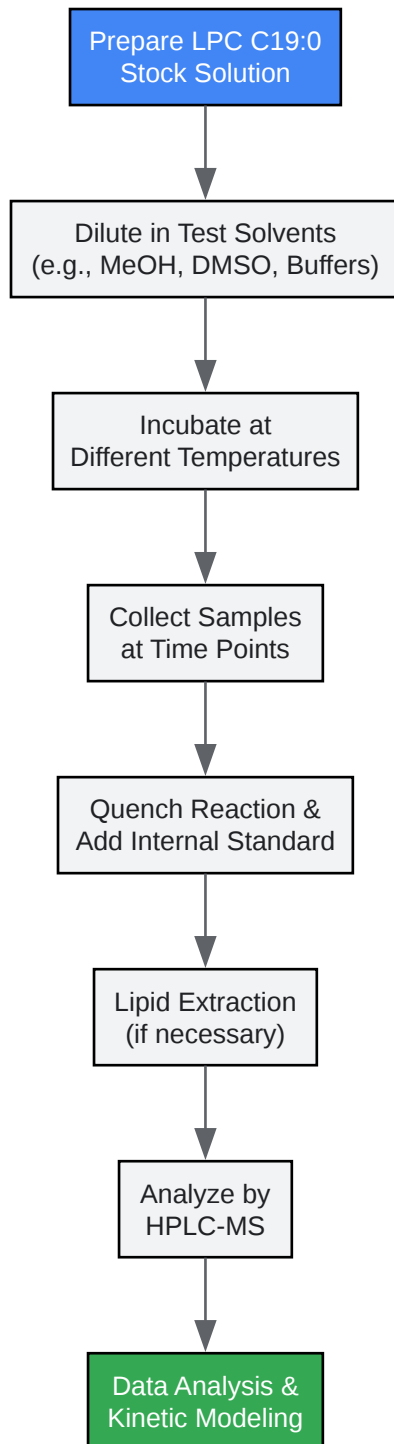 Prepare LPC C19:0
Stock Solution
Dilute in Test Solvents
(e.g., MeOH, DMSO, Buffers)
Incubate at
Different Temperatures
Collect Samples
at Time Points
Quench Reaction &
Add Internal Standard
Lipid Extraction
(if necessary)
Analyze by
HPLC-MS
Data Analysis &
Kinetic Modeling